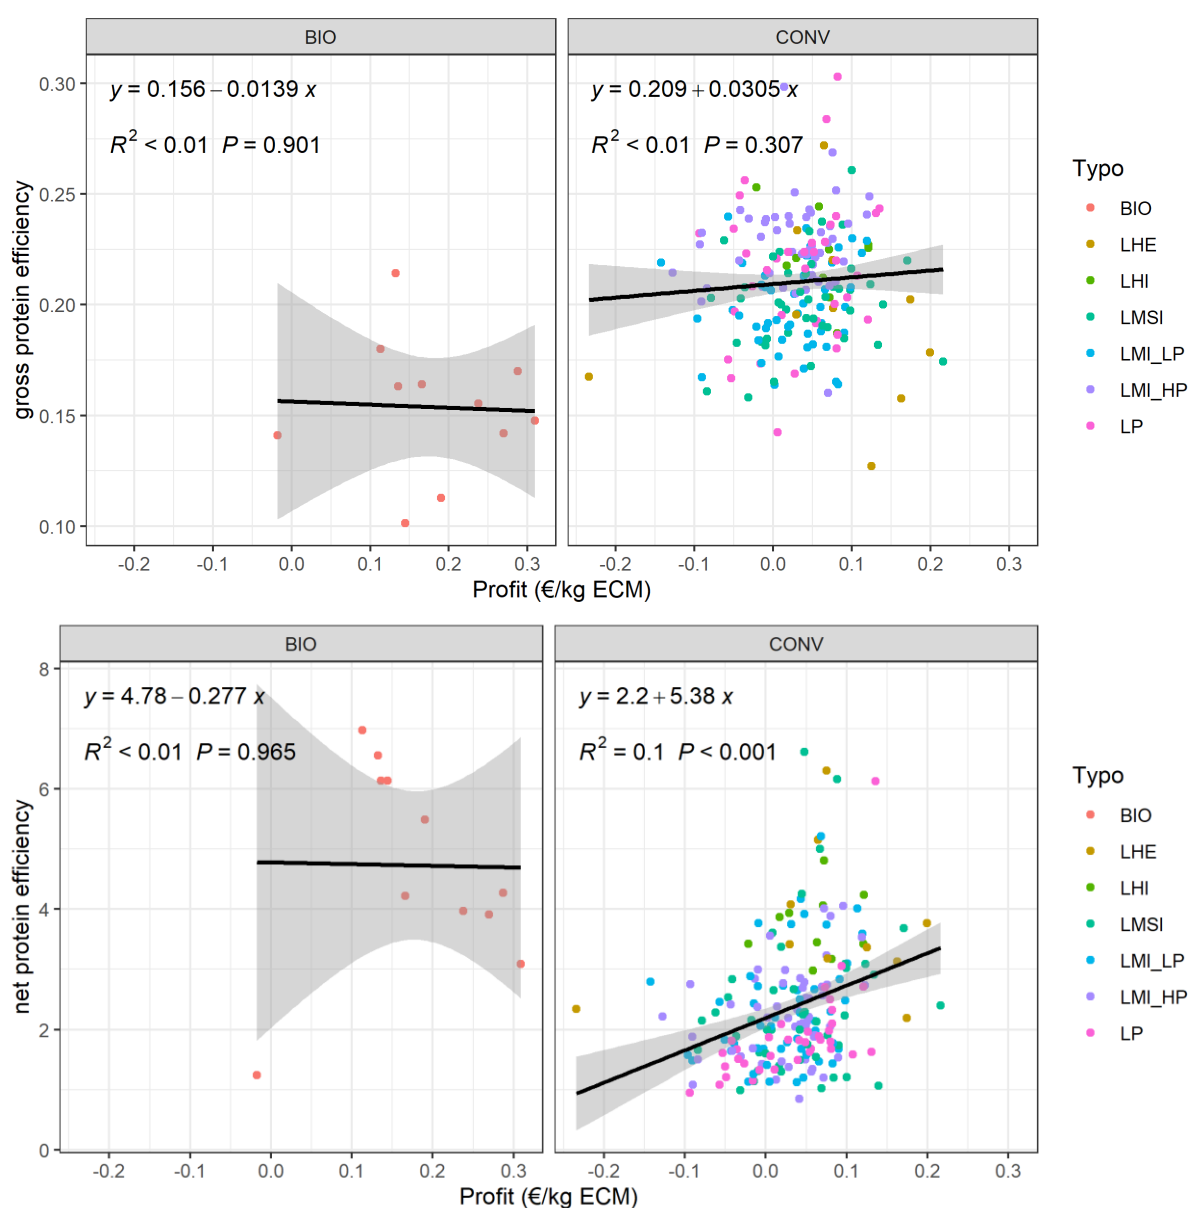 BIO
CONV
y = 0.156 − 0.0139 x
y = 0.209 + 0.0305 x
R² < 0.01 P = 0.901
R² < 0.01 P = 0.307
0.30
0.25
0.20
0.15
0.10
gross protein efficiency
-0.2
-0.1
0.0
0.1
0.2
0.3
-0.2
-0.1
0.0
0.1
0.2
0.3
Profit (€/kg ECM)
Typo
BIO
LHE
LHI
LMSI
LMI_LP
LMI_HP
LP
BIO
CONV
y = 4.78 − 0.277 x
y = 2.2 + 5.38 x
R² < 0.01 P = 0.965
R² = 0.1 P < 0.001
8
6
4
2
0
net protein efficiency
-0.2
-0.1
0.0
0.1
0.2
0.3
-0.2
-0.1
0.0
0.1
0.2
0.3
Profit (€/kg ECM)
Typo
BIO
LHE
LHI
LMSI
LMI_LP
LMI_HP
LP